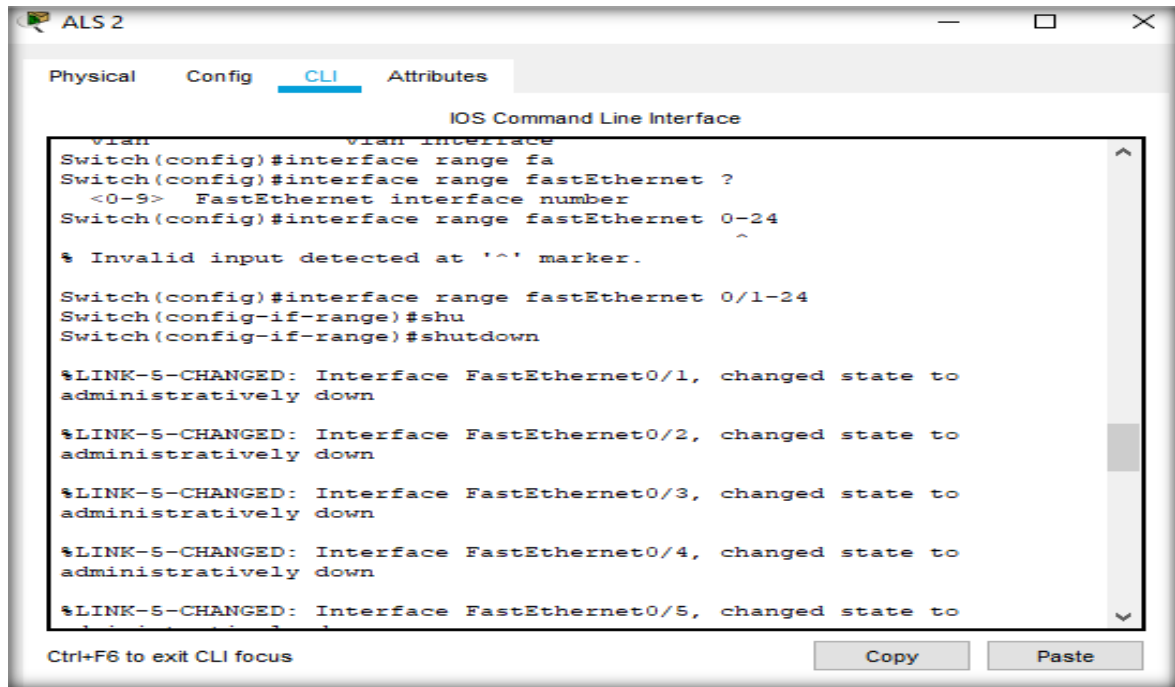 ALS 2
Physical Config CLI Attributes
IOS Command Line Interface
vlan vlan interface
Switch(config)#interface range fa
Switch(config)#interface range fastEthernet ?
<0-9> FastEthernet interface number
Switch(config)#interface range fastEthernet 0-24
^
% Invalid input detected at '^' marker.
Switch(config)#interface range fastEthernet 0/1-24
Switch(config-if-range)#shu
Switch(config-if-range)#shutdown
%LINK-5-CHANGED: Interface FastEthernet0/1, changed state to
administratively down
%LINK-5-CHANGED: Interface FastEthernet0/2, changed state to
administratively down
%LINK-5-CHANGED: Interface FastEthernet0/3, changed state to
administratively down
%LINK-5-CHANGED: Interface FastEthernet0/4, changed state to
administratively down
%LINK-5-CHANGED: Interface FastEthernet0/5, changed state to
Ctrl+F6 to exit CLI focus
Copy Paste